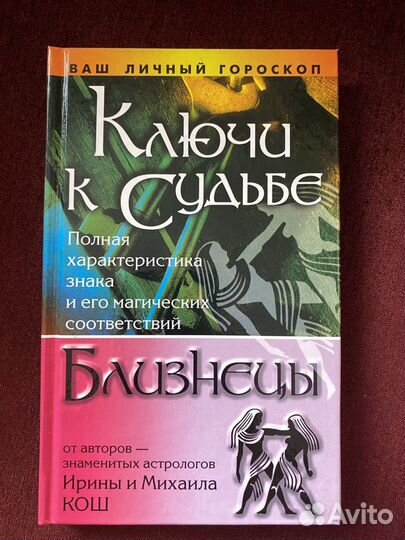 ВАШ ЛИЧНЫЙ ГОРОСКОП
Ключи
к Судьбе
Полная
характеристика
знака
и его магических
соответствий
Близнецы
от авторов —
знаменитых астрологов
Ирины и Михаила
КОШ
Avito